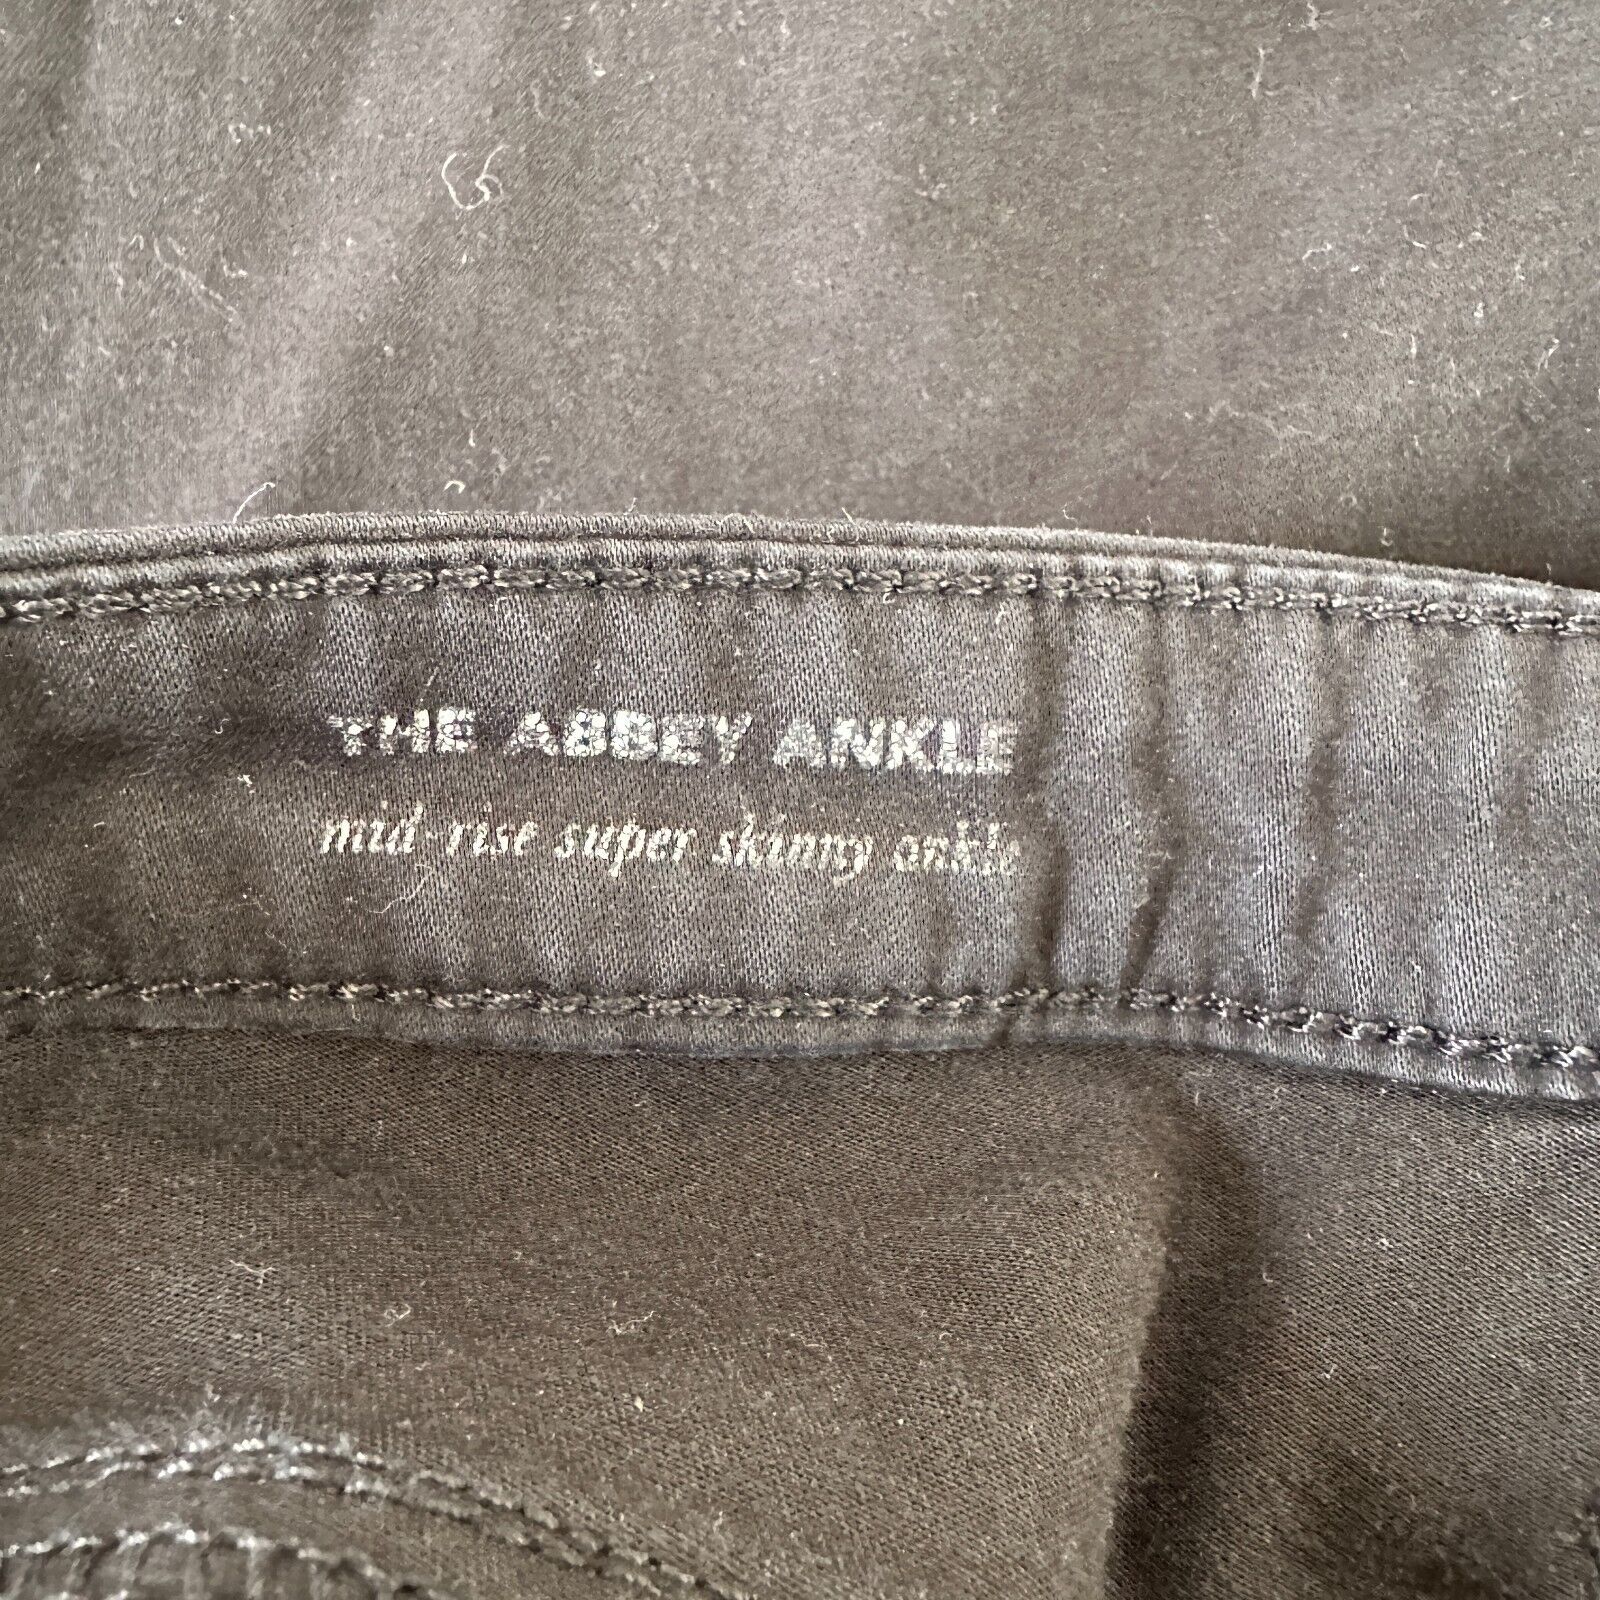 THE ABBEY ANKLE
mid-rise super skinny ankle